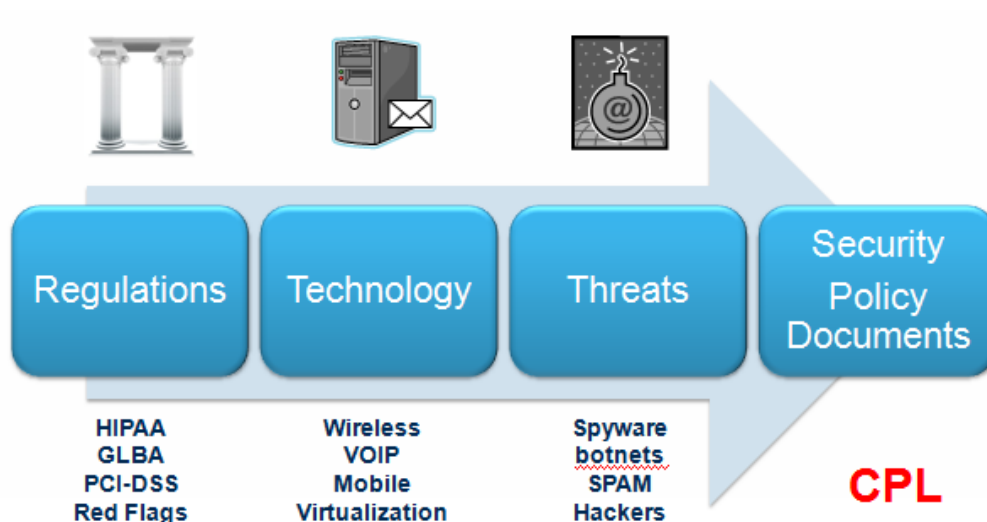 @
Regulations
Technology
Threats
Security
Policy
Documents
HIPAA
GLBA
PCI-DSS
Red Flags
Wireless
VOIP
Mobile
Virtualization
Spyware
botnets
SPAM
Hackers
CPL